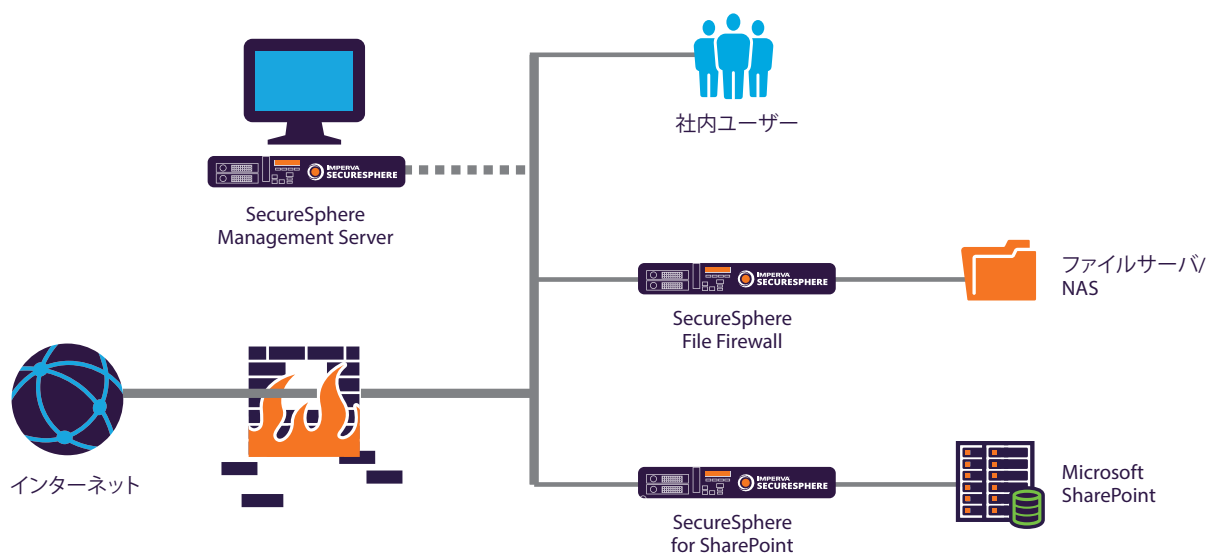 社内ユーザー
IMPERVA
SECURESPHERE
SecureSphere
Management Server
IMPERVA
SECURESPHERE
SecureSphere
File Firewall
ファイルサーバ/
NAS
インターネット
IMPERVA
SECURESPHERE
SecureSphere
for SharePoint
Microsoft
SharePoint